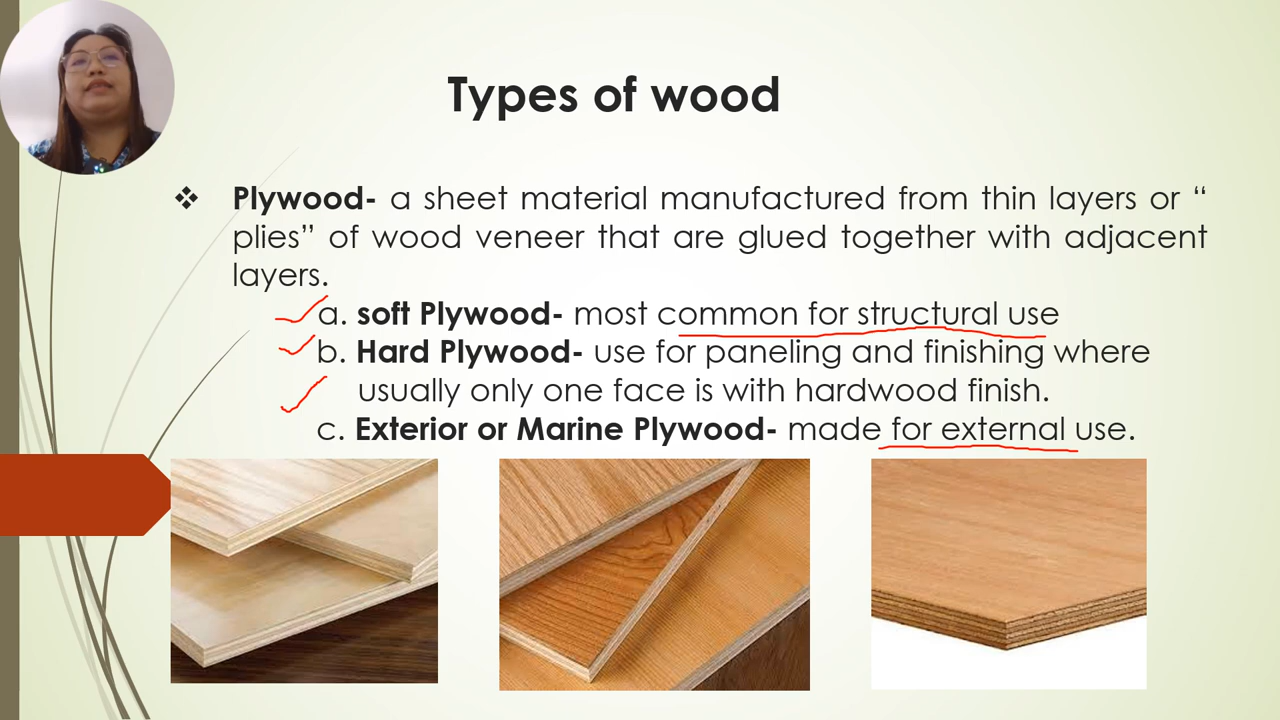 Types of wood
❖ Plywood- a sheet material manufactured from thin layers or “
plies” of wood veneer that are glued together with adjacent
layers.
a. soft Plywood- most common for structural use
b. Hard Plywood- use for paneling and finishing where
usually only one face is with hardwood finish.
c. Exterior or Marine Plywood- made for external use.